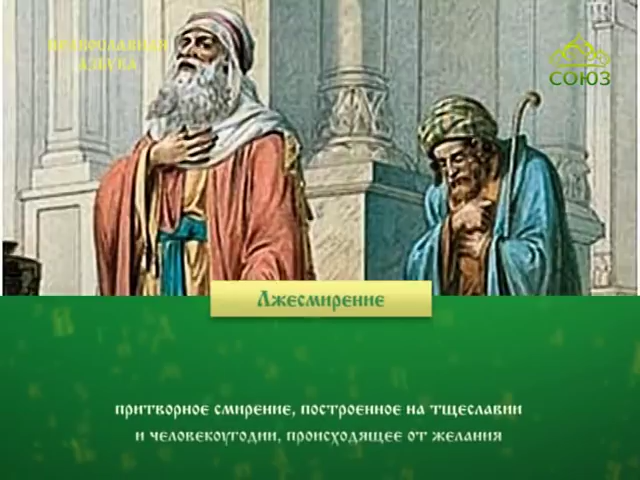 ПРАВОСЛАВНАЯ
АЗБУКА
СОЮЗ
Лжесмирение
притворное смирение, построенное на тщеславии
и человекоугодии, происходящее от желания